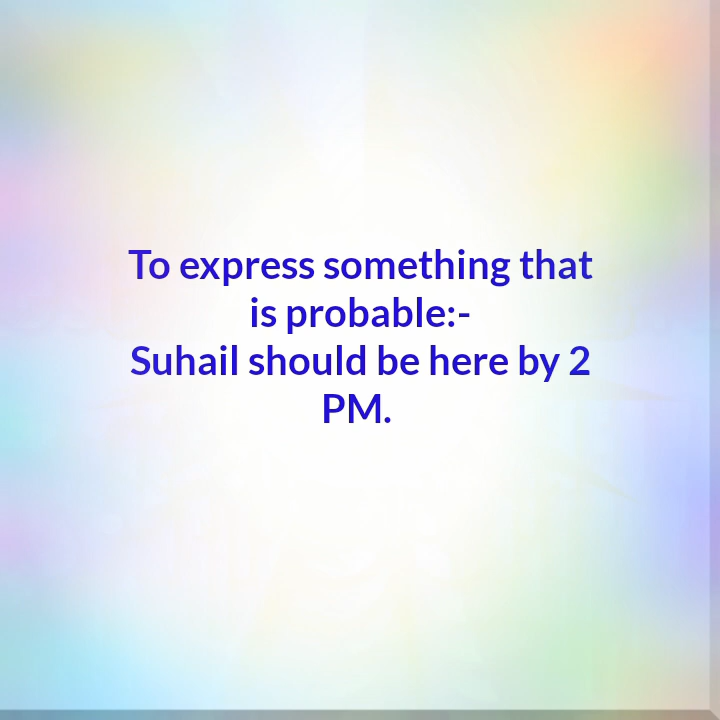 To express something that
is probable:-
Suhail should be here by 2
PM.